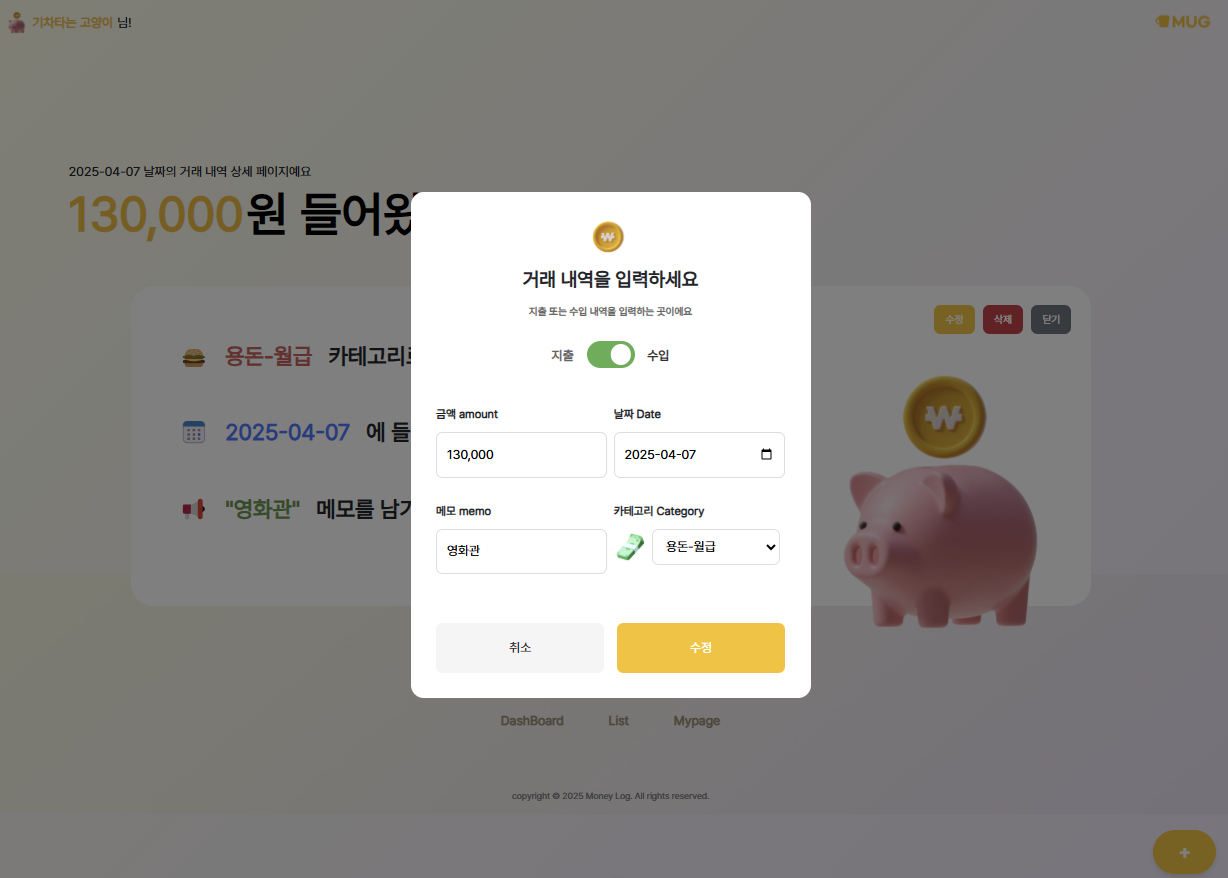 기차타는 고양이 님!
MUG
2025-04-07 날짜의 거래 내역 상세 페이지예요
130,000원 들어왔
수정 삭제 닫기
용돈-월급 카테고리로
2025-04-07 에 들
"영화관" 메모를 남기
거래 내역을 입력하세요
지출 또는 수입 내역을 입력하는 곳이에요
지출 수입
금액 amount 날짜 Date
130,000 2025-04-07
메모 memo 카테고리 Category
영화관 용돈-월급
취소 수정
DashBoard List Mypage
copyright © 2025 Money Log. All rights reserved.
+